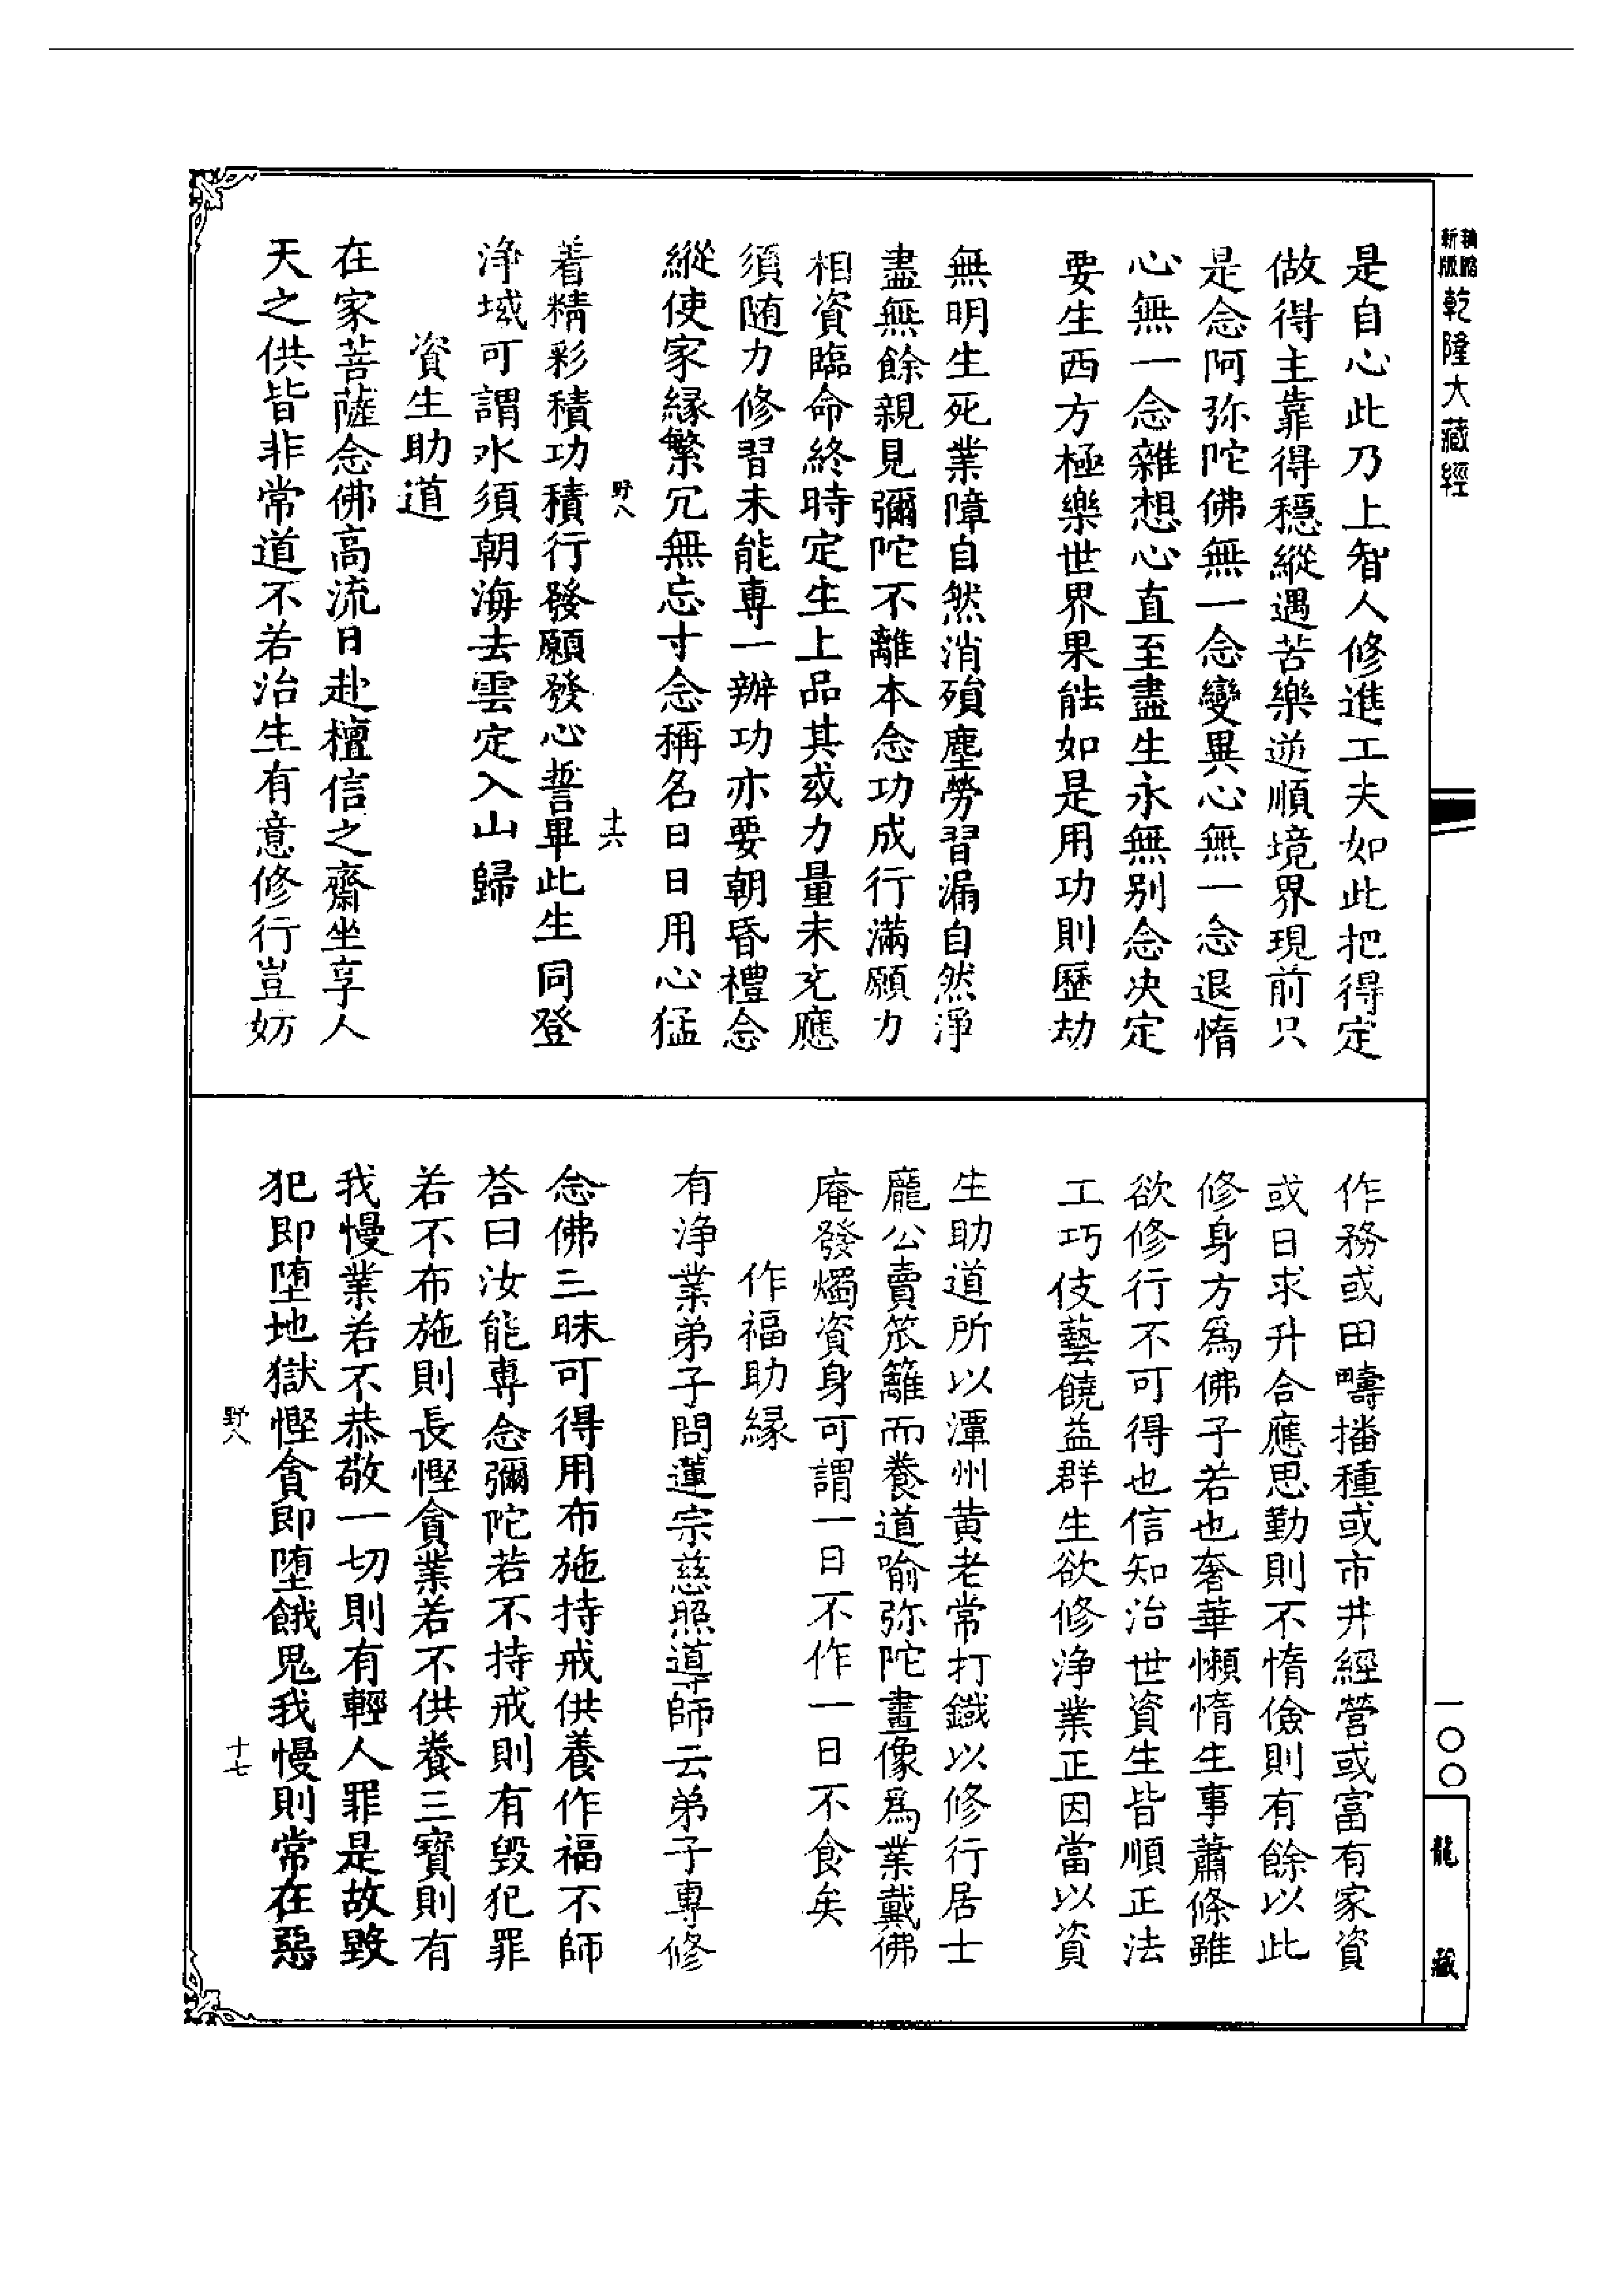 新版
精縮
乾隆大藏經
是自心此乃上智人修進工夫如此把得定
做得主靠得穩縱遇苦樂逆順境界現前只
是念阿弥陀佛無一念變異心無一念退惰
心無一念雜想心直至盡生永無别念决定
要生西方極樂世界果能如是用功則歷劫
無明生死業障自然消殞塵勞習漏自然淨
盡無餘親見彌陀不離本念功成行滿願力
相資臨命終時定生上品其或力量未充應
須随力修習未能專一辦功亦要朝昏禮念
縱使家縁繁冗無忘寸念稱名日日用心猛
野八
十六
着精彩積功積行發願發心誓畢此生同登
浄域可謂水須朝海去雲定入山歸
資生助道
在家菩薩念佛高流日赴檀信之齋坐享人
天之供皆非常道不若治生有意修行豈妨
作務或田疇播種或市井經營或富有家資
或日求升合應思勤則不惰儉則有餘以此
修身方爲佛子若也奢華懶惰生事蕭條雖
欲修行不可得也信知治世資生皆順正法
工巧伎藝饒益群生欲修浄業正因當以資
生助道所以潭州黄老常打鐵以修行居士
龐公賣笊籬而養道喻弥陀畫像爲業戴佛
庵發燭資身可謂一日不作一日不食矣
作福助縁
有浄業弟子問蓮宗慈照導師云弟子專修
念佛三昧可得用布施持戒供養作福不師
荅曰汝能專念彌陀若不持戒則有毁犯罪
若不布施則長慳貪業若不供養三寳則有
我慢業若不恭敬一切則有輕人罪是故毁
犯即堕地獄慳貪即堕餓鬼我慢則常在惡
野八
十七
一〇〇
龍藏